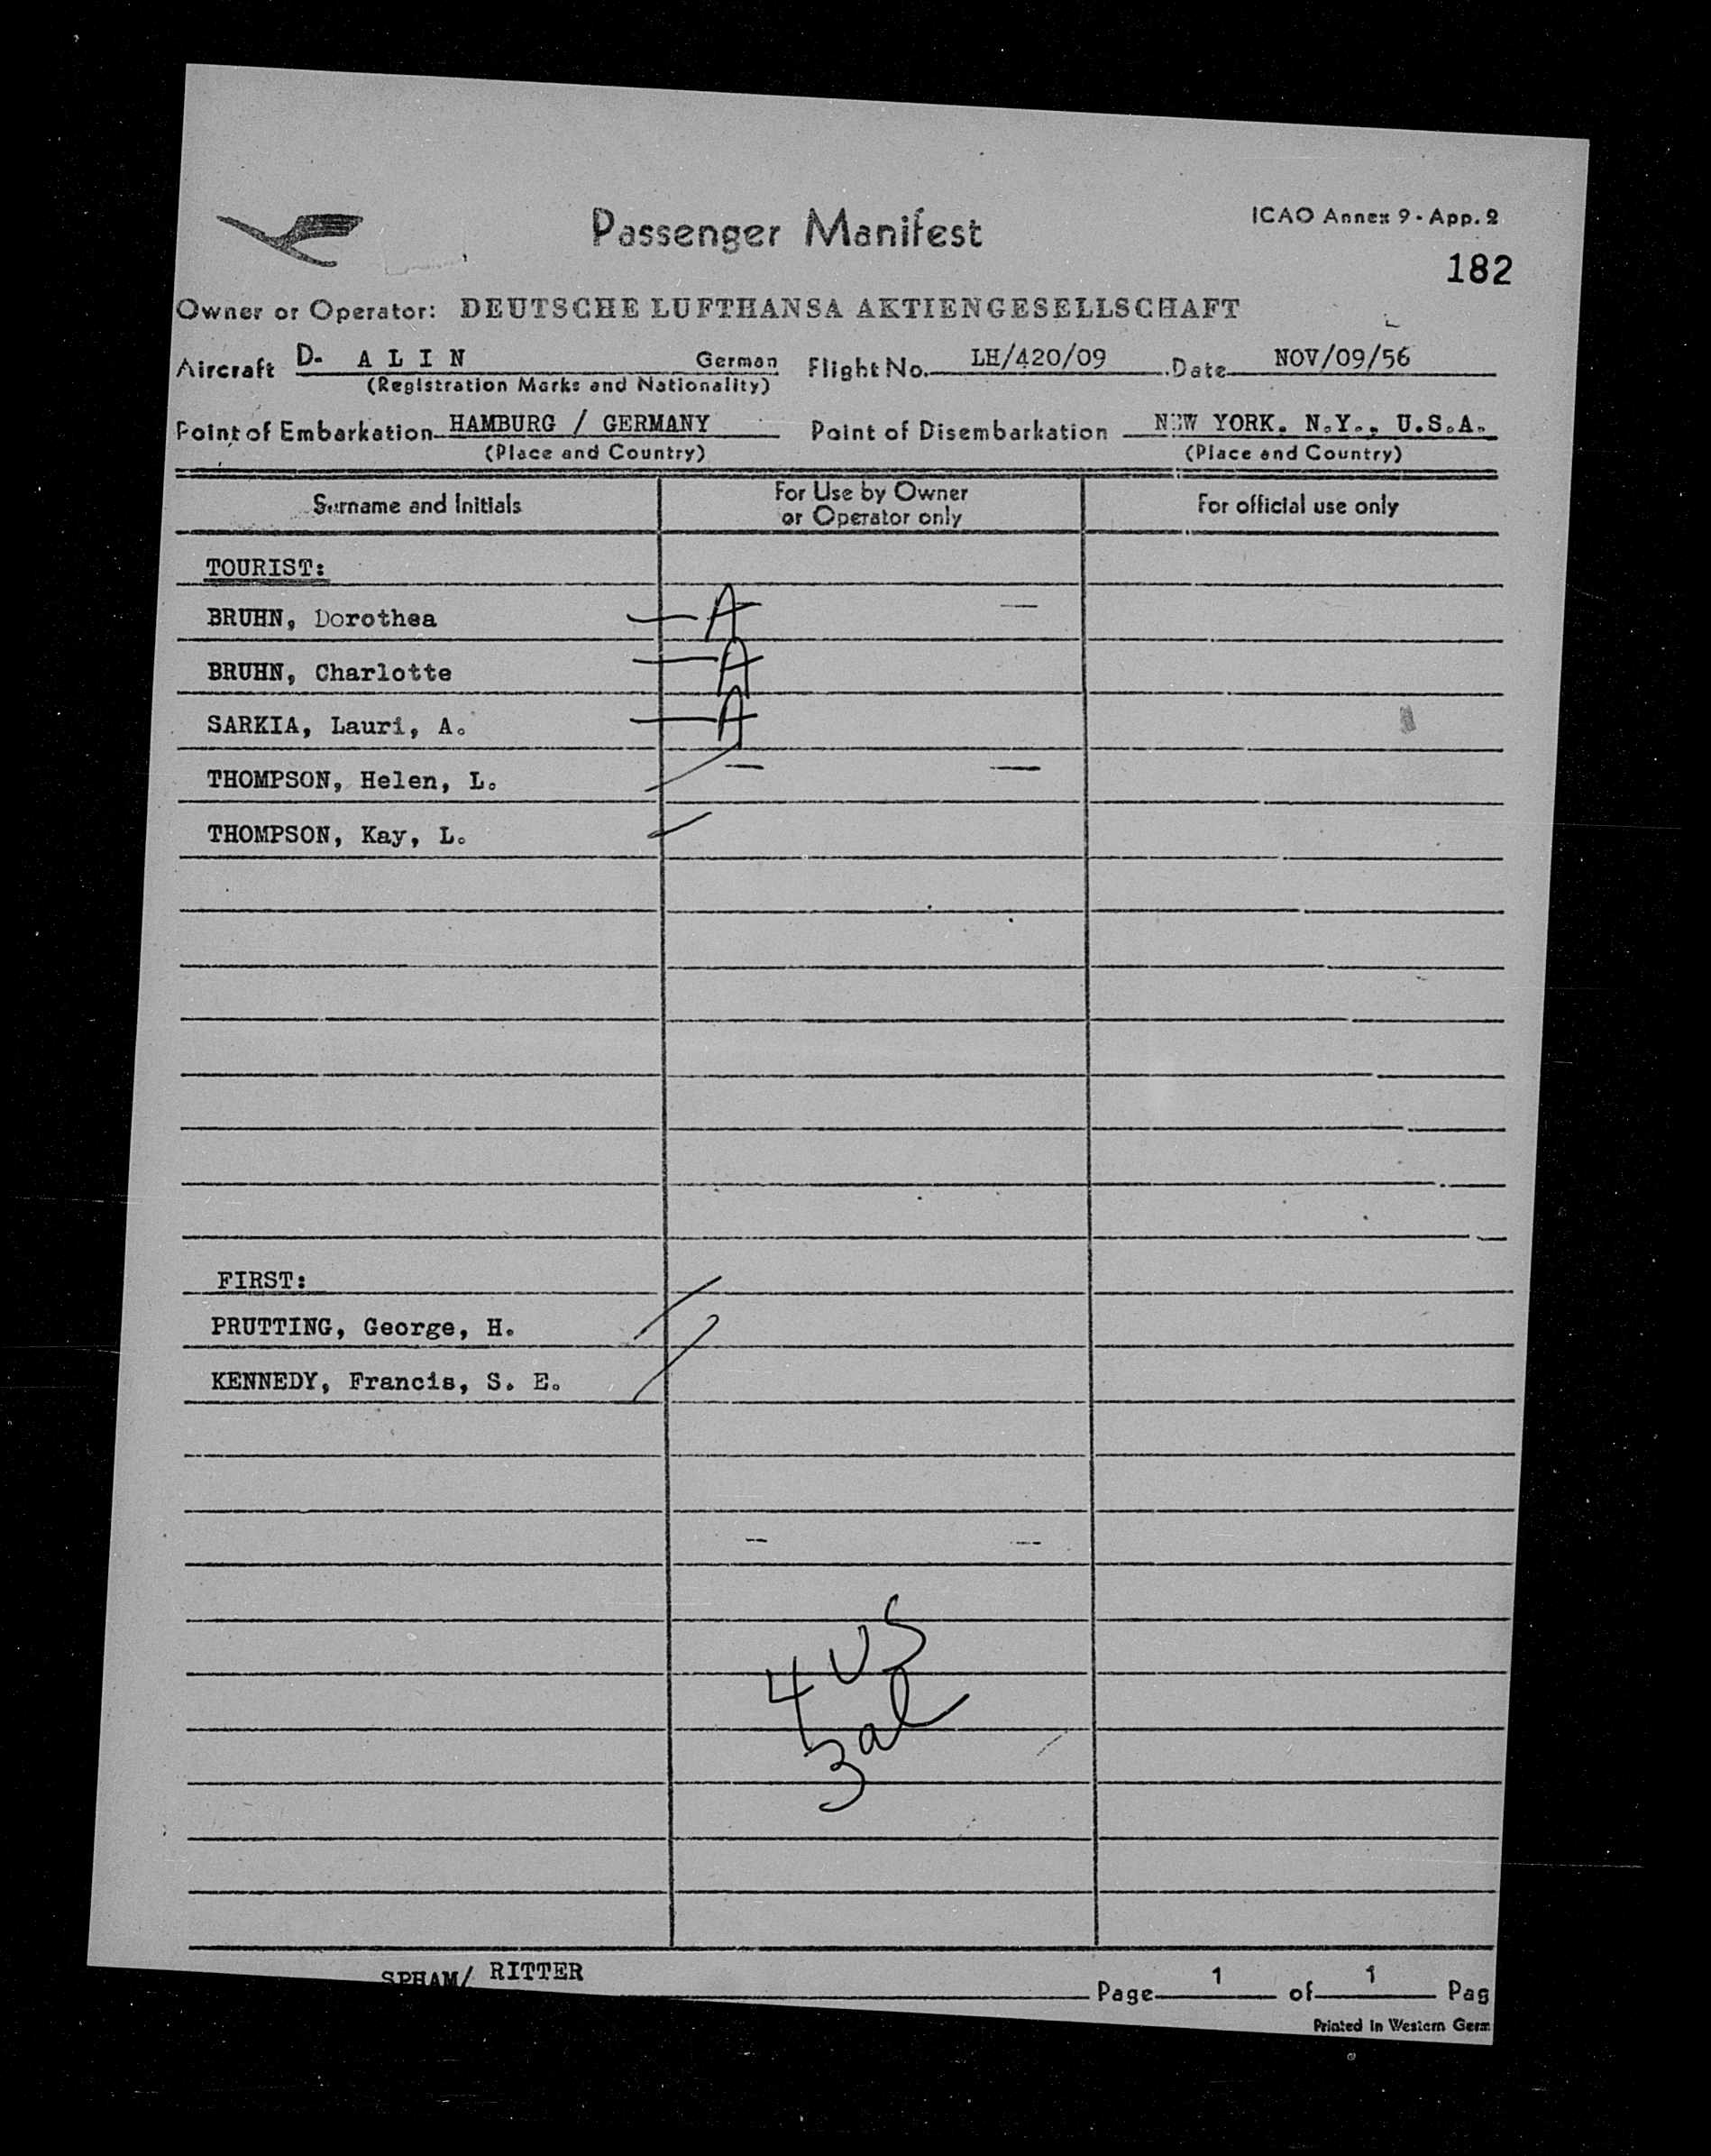 Passenger Manifest
ICAO Annex 9 - App. 2
182
Owner or Operator: DEUTSCHE LUFTHANSA AKTIENGESELLSCHAFT
Aircraft D- A L I N German Flight No. LH/420/09 Date NOV/09/56
(Registration Marks and Nationality)
Point of Embarkation HAMBURG / GERMANY Point of Disembarkation NEW YORK. N.Y., U.S.A.
(Place and Country) (Place and Country)
Surname and Initials For Use by Owner or Operator only For official use only
TOURIST:
BRUHN, Dorothea A
BRUHN, Charlotte A
SARKIA, Lauri, A. A
THOMPSON, Helen, L.
THOMPSON, Kay, L.
FIRST:
PRUTTING, George, H.
KENNEDY, Francis, S. E.
4 US
3 al
SPHAM/ RITTER
Page 1 of 1 Pag
Printed in Western Germ